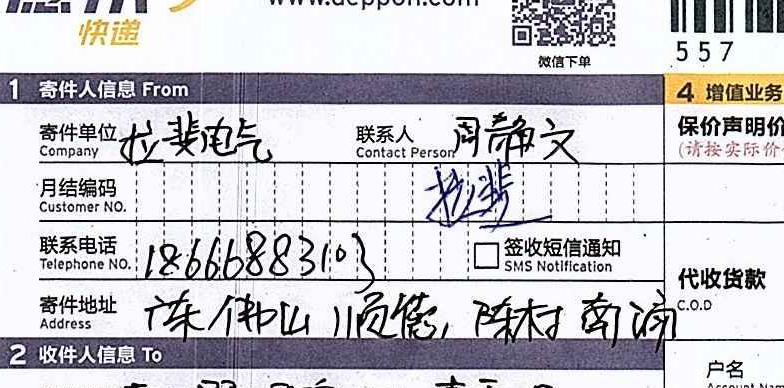 快递
www.deppon.com
微信下单
557
1 寄件人信息 From
4 增值业务
寄件单位 拉斐电气 联系人 周静文
Company Contact Person
保价声明价
(请按实际价
月结编码 拉斐
Customer NO.
联系电话 18666883103 签收短信通知
Telephone NO. SMS Notification
代收货款
C.O.D
寄件地址 广东佛山顺德,陈村南涌
Address
2 收件人信息 To
户名
Account Nam